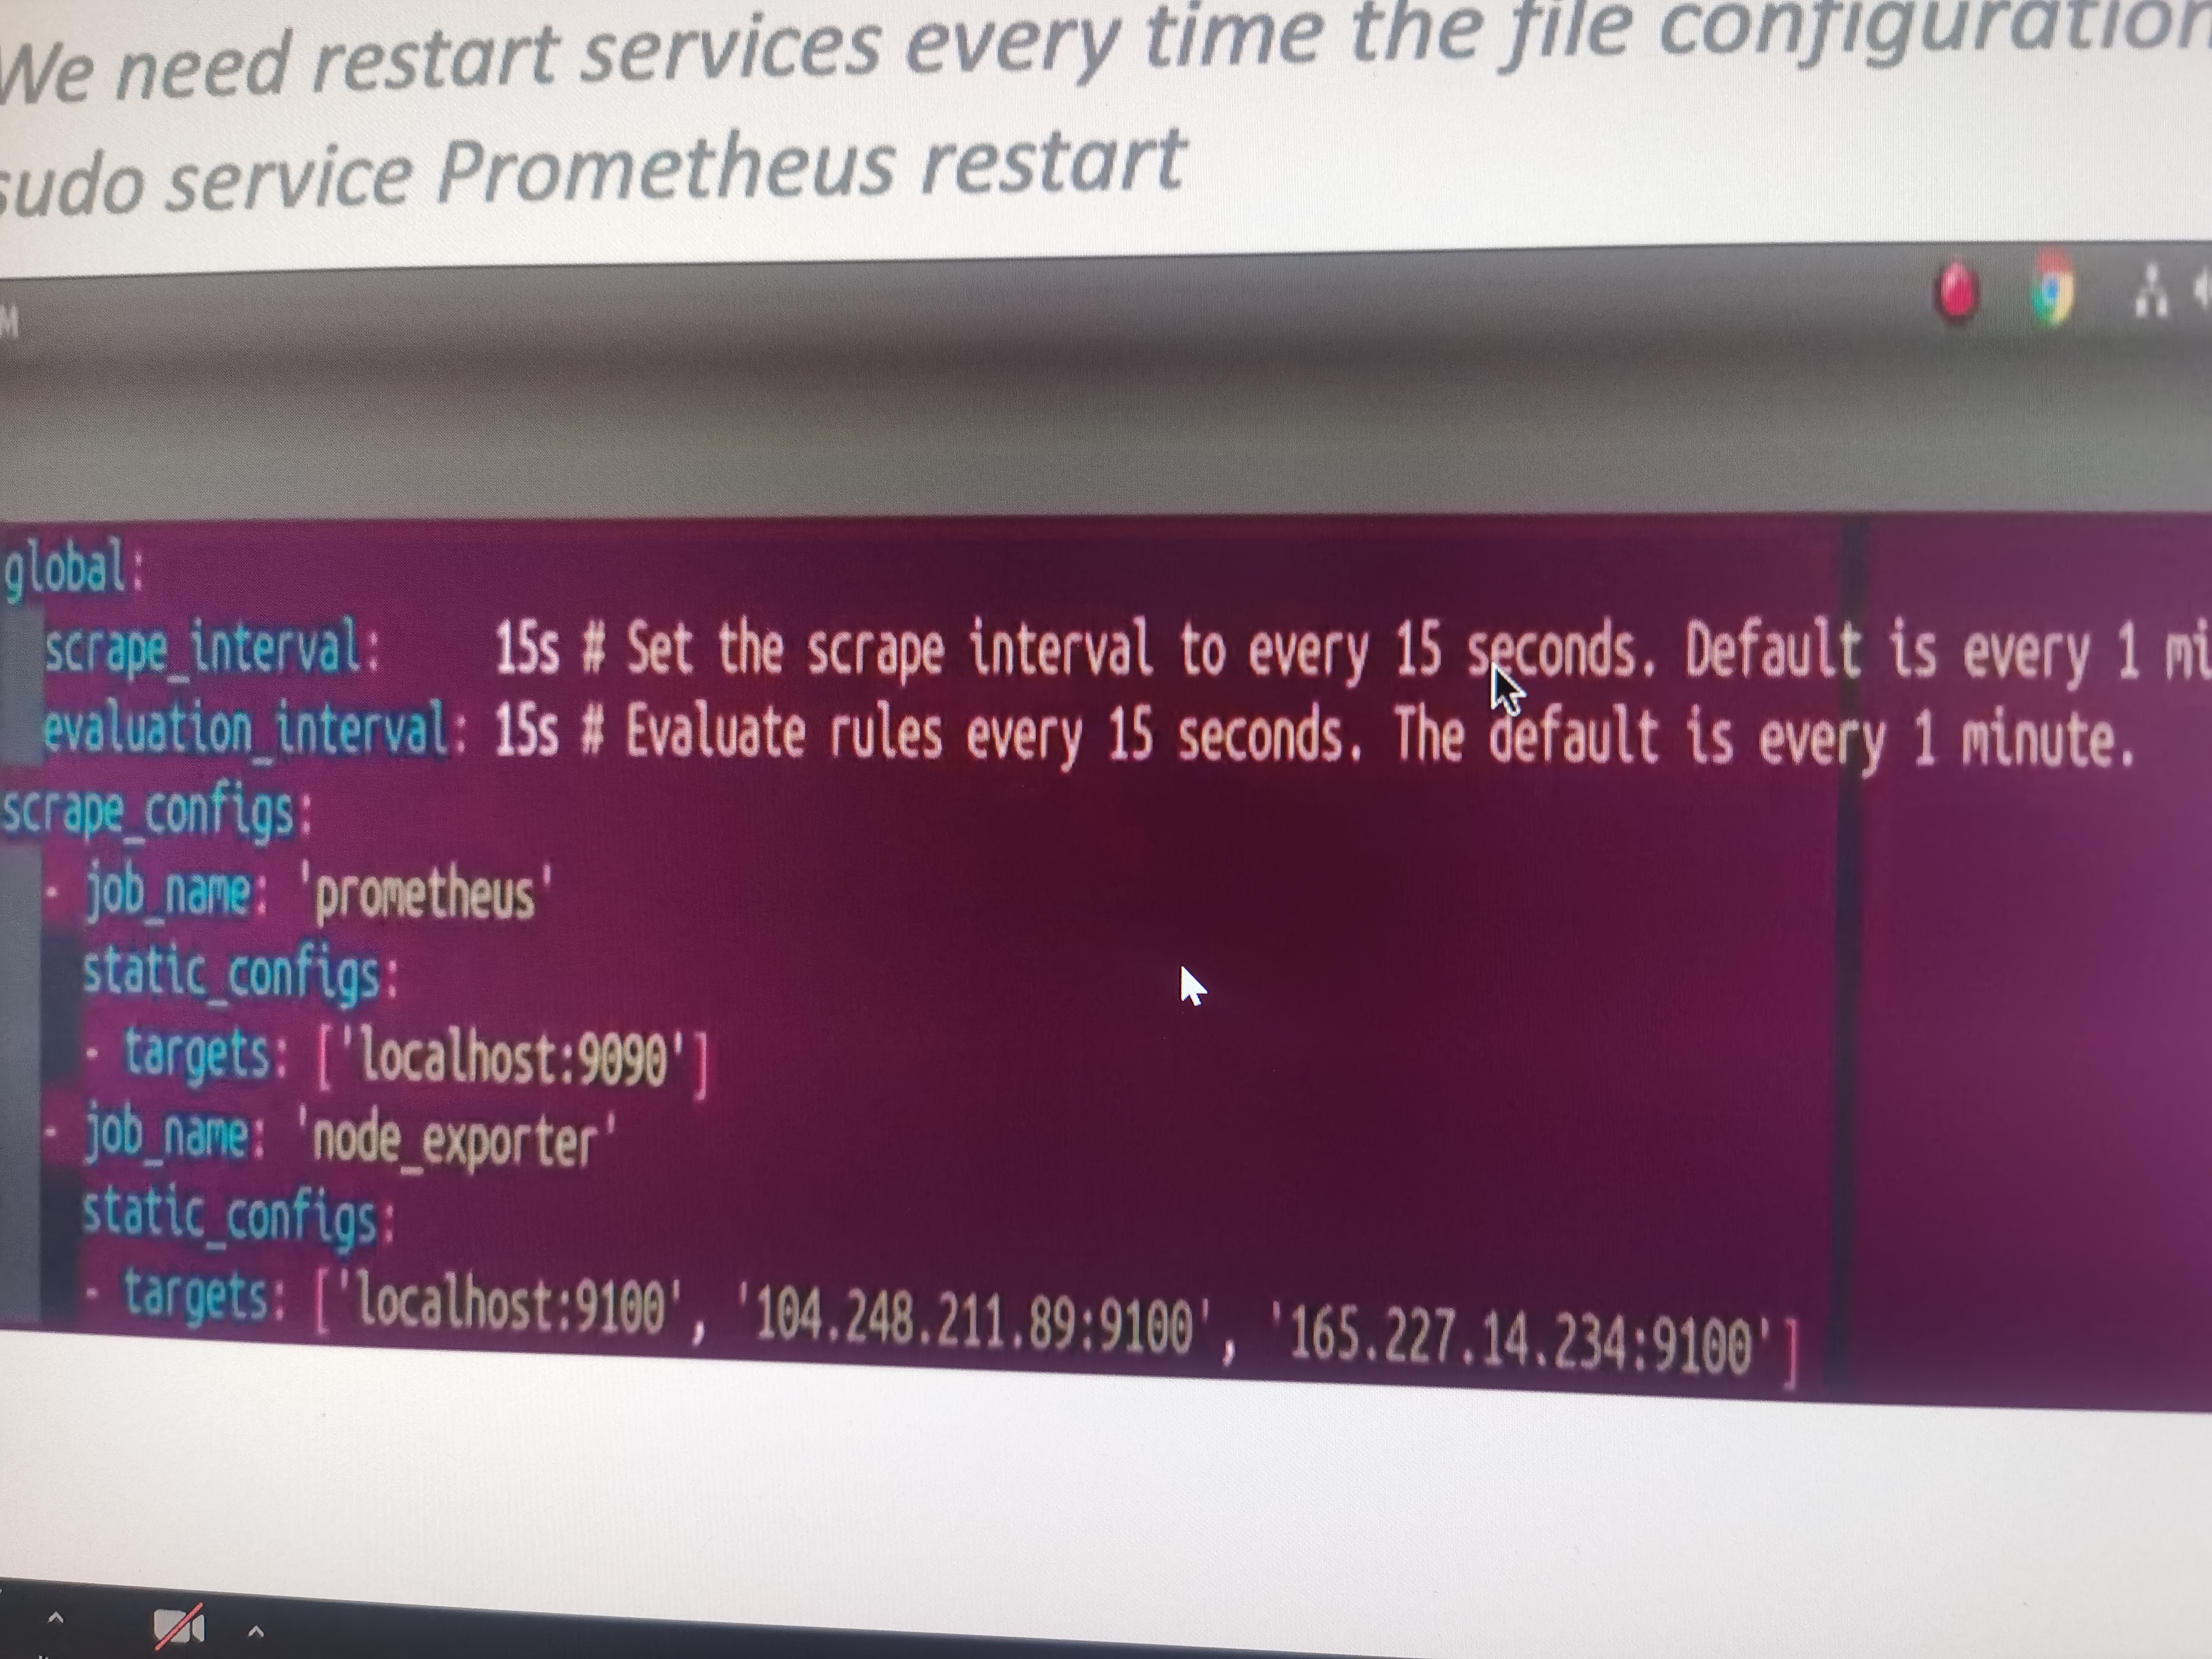 We need restart services every time the file configuration
sudo service Prometheus restart
M
global:
scrape_interval: 15s # Set the scrape interval to every 15 seconds. Default is every 1 mi
evaluation_interval: 15s # Evaluate rules every 15 seconds. The default is every 1 minute.
scrape_configs:
- job_name: 'prometheus'
static_configs:
- targets: ['localhost:9090']
- job_name: 'node_exporter'
static_configs:
- targets: ['localhost:9100', '104.248.211.89:9100', '165.227.14.234:9100']